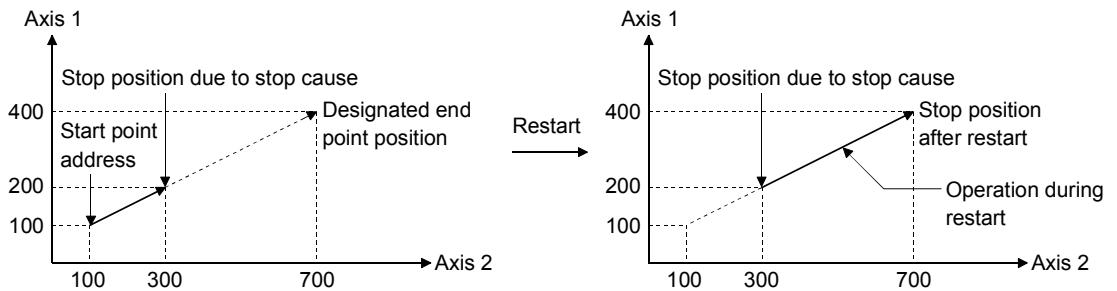 Axis 1
Stop position due to stop cause
400
Designated end
point position
Start point
address
200
100
100
300
700
Axis 2
Restart
Axis 1
Stop position due to stop cause
400
Stop position
after restart
200
Operation during
restart
100
100
300
700
Axis 2